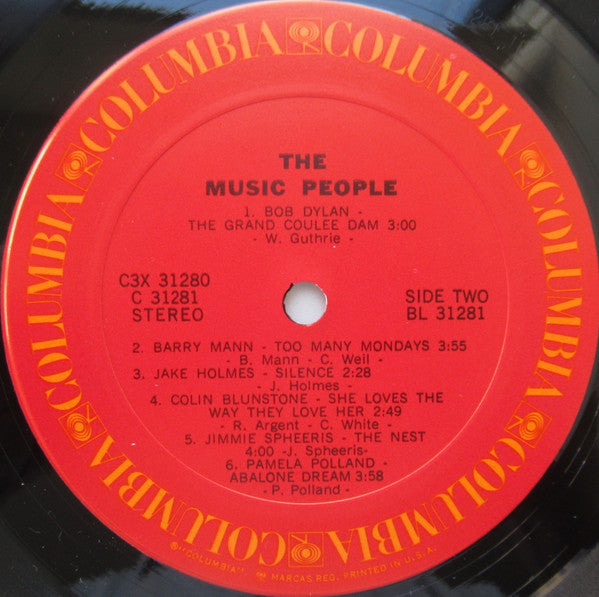 COLUMBIA COLUMBIA COLUMBIA COLUMBIA COLUMBIA COLUMBIA
THE
MUSIC PEOPLE
1. BOB DYLAN -
THE GRAND COULEE DAM 3:00
- W. Guthrie -
C3X 31280
C 31281
STEREO
SIDE TWO
BL 31281
2. BARRY MANN - TOO MANY MONDAYS 3:55
- B. Mann - C. Weil -
3. JAKE HOLMES - SILENCE 2:28
- J. Holmes -
4. COLIN BLUNSTONE - SHE LOVES THE
WAY THEY LOVE HER 2:49
- R. Argent - C. White -
5. JIMMIE SPHEERIS - THE NEST
4:00 -J. Spheeris-
6. PAMELA POLLAND -
ABALONE DREAM 3:58
- P. Polland -
℗"COLUMBIA" MARCAS REG. PRINTED IN U.S.A.